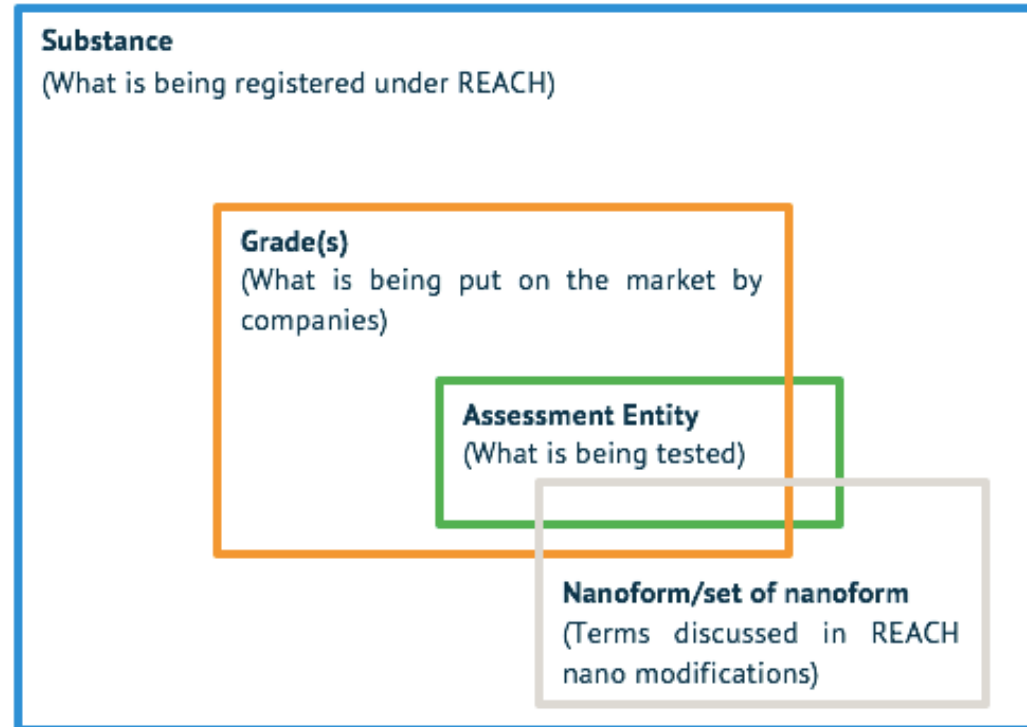 Substance
(What is being registered under REACH)
Grade(s)
(What is being put on the market by
companies)
Assessment Entity
(What is being tested)
Nanoform/set of nanoform
(Terms discussed in REACH
nano modifications)